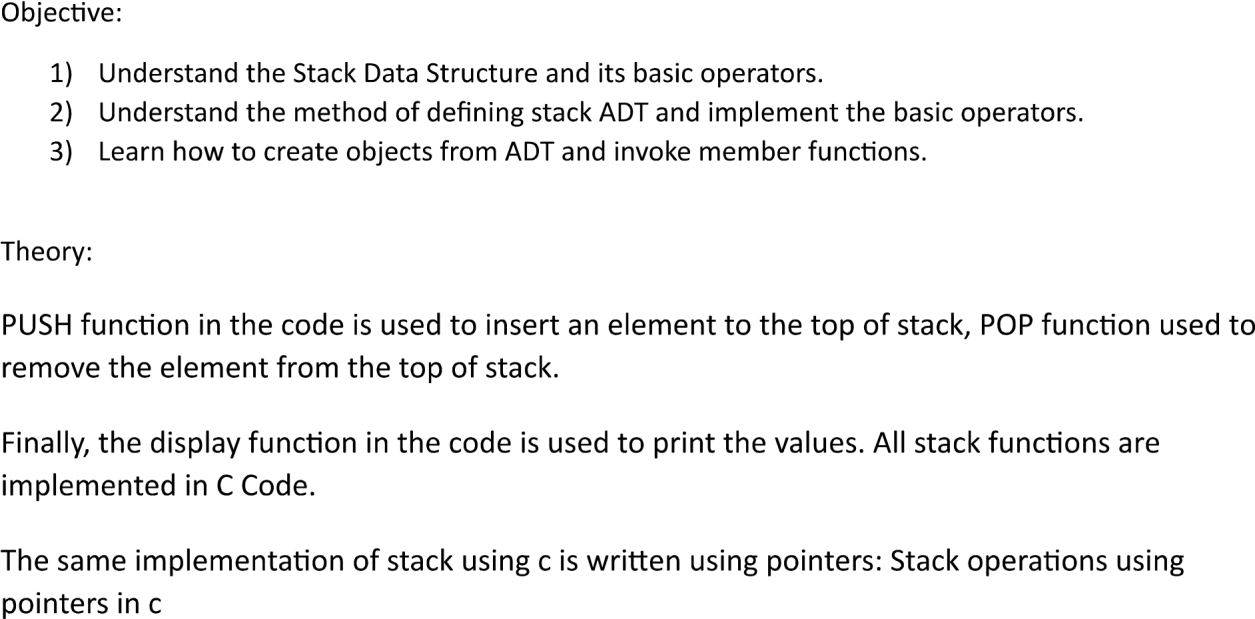 Objective:
1) Understand the Stack Data Structure and its basic operators.
2) Understand the method of defining stack ADT and implement the basic operators.
3) Learn how to create objects from ADT and invoke member functions.
Theory:
PUSH function in the code is used to insert an element to the top of stack, POP function used to
remove the element from the top of stack.
Finally, the display function in the code is used to print the values. All stack functions are
implemented in C Code.
The same implementation of stack using c is written using pointers: Stack operations using
pointers in c